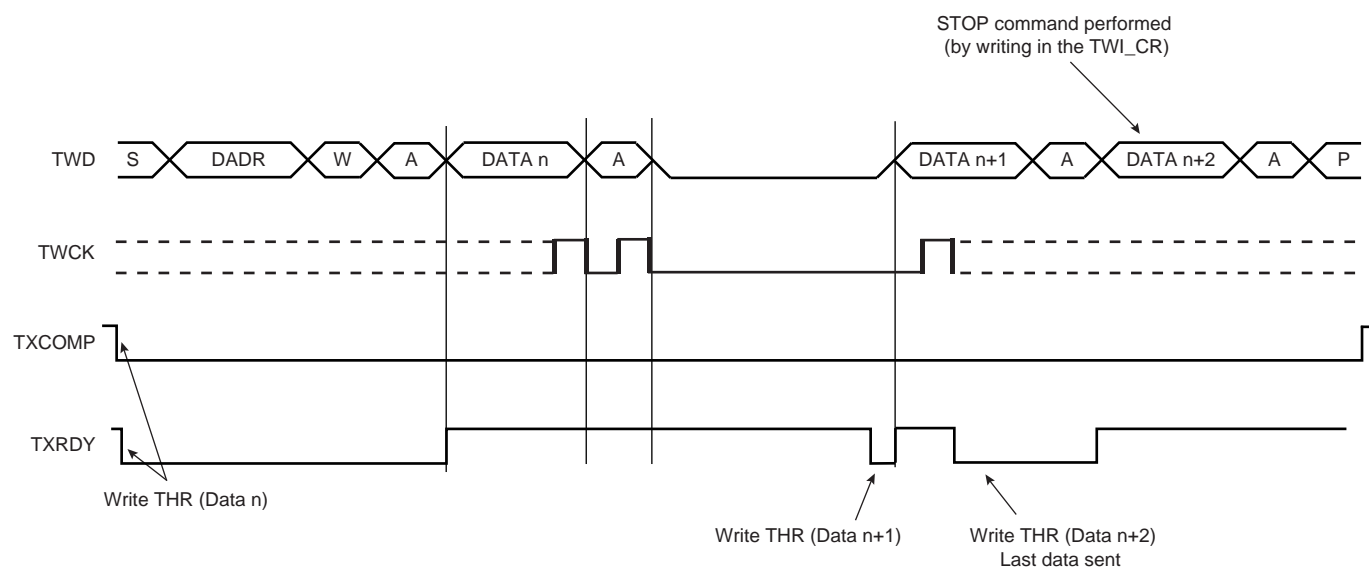 STOP command performed
(by writing in the TWI_CR)
TWD S DADR W A DATA n A DATA n+1 A DATA n+2 A P
TWCK
TXCOMP
TXRDY
Write THR (Data n)
Write THR (Data n+1)
Write THR (Data n+2)
Last data sent